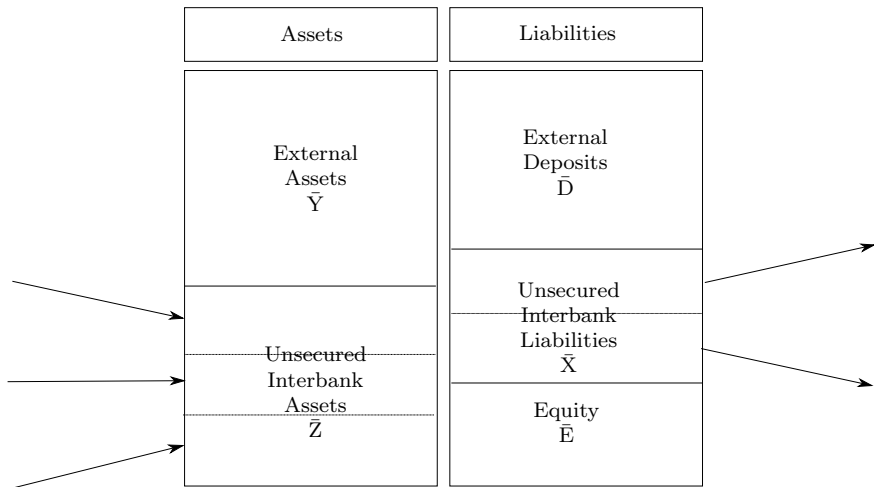 Assets
Liabilities
External
Assets
Ȳ
External
Deposits
D̄
Unsecured
Interbank
Assets
Z̄
Unsecured
Interbank
Liabilities
X̄
Equity
Ē